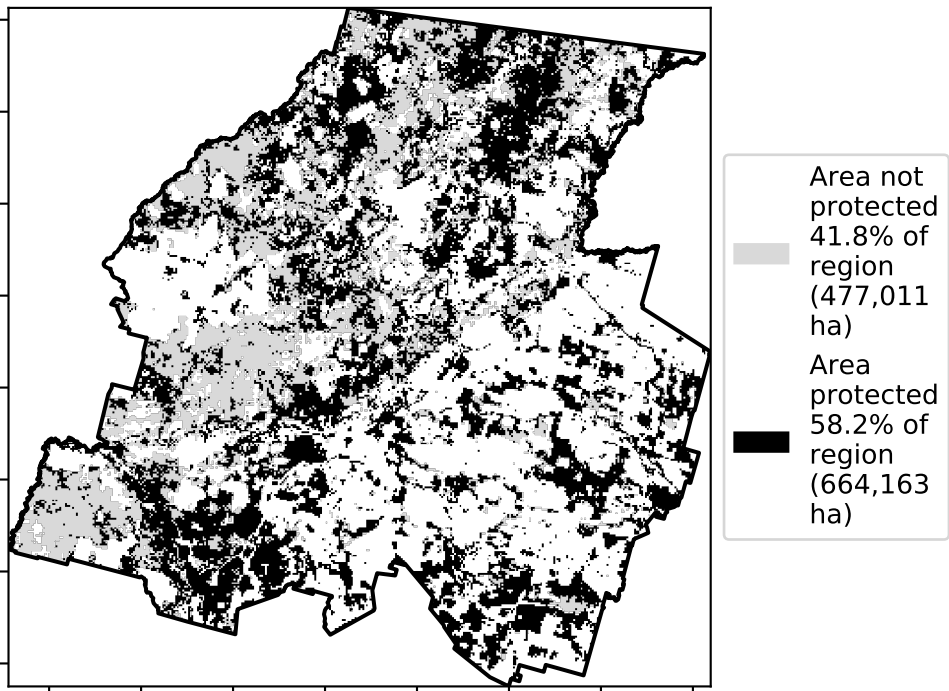 Area not
protected
41.8% of
region
(477,011
ha)
Area
protected
58.2% of
region
(664,163
ha)